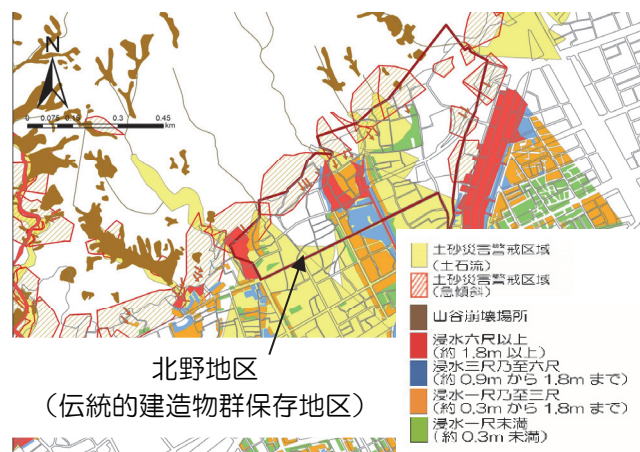 N
0 0.075 0.15 0.3 0.45
km
土砂災害警戒区域
(土石流)
土砂災害警戒区域
(急傾斜)
山谷崩壊場所
浸水六尺以上
(約 1.8m 以上)
浸水三尺乃至六尺
(約 0.9m から 1.8m まで)
浸水一尺乃至三尺
(約 0.3m から 1.8m まで)
浸水一尺未満
(約 0.3m 未満)
北野地区
（伝統的建造物群保存地区）